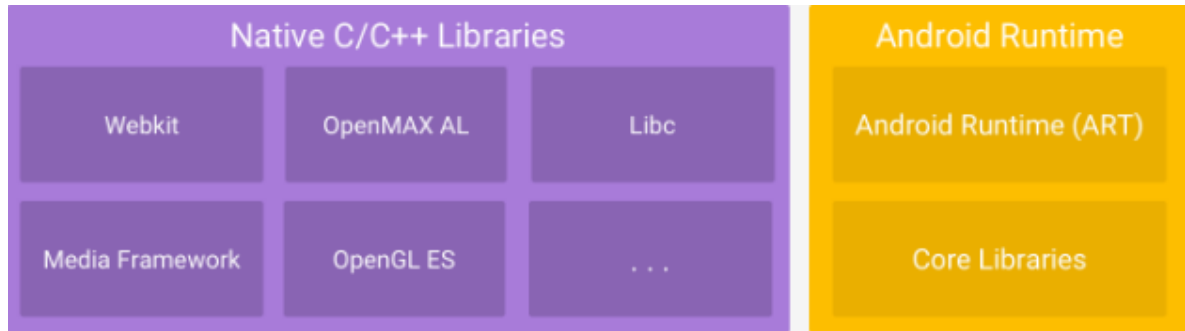 Native C/C++ Libraries
Webkit
OpenMAX AL
Libc
Media Framework
OpenGL ES
. . .
Android Runtime
Android Runtime (ART)
Core Libraries